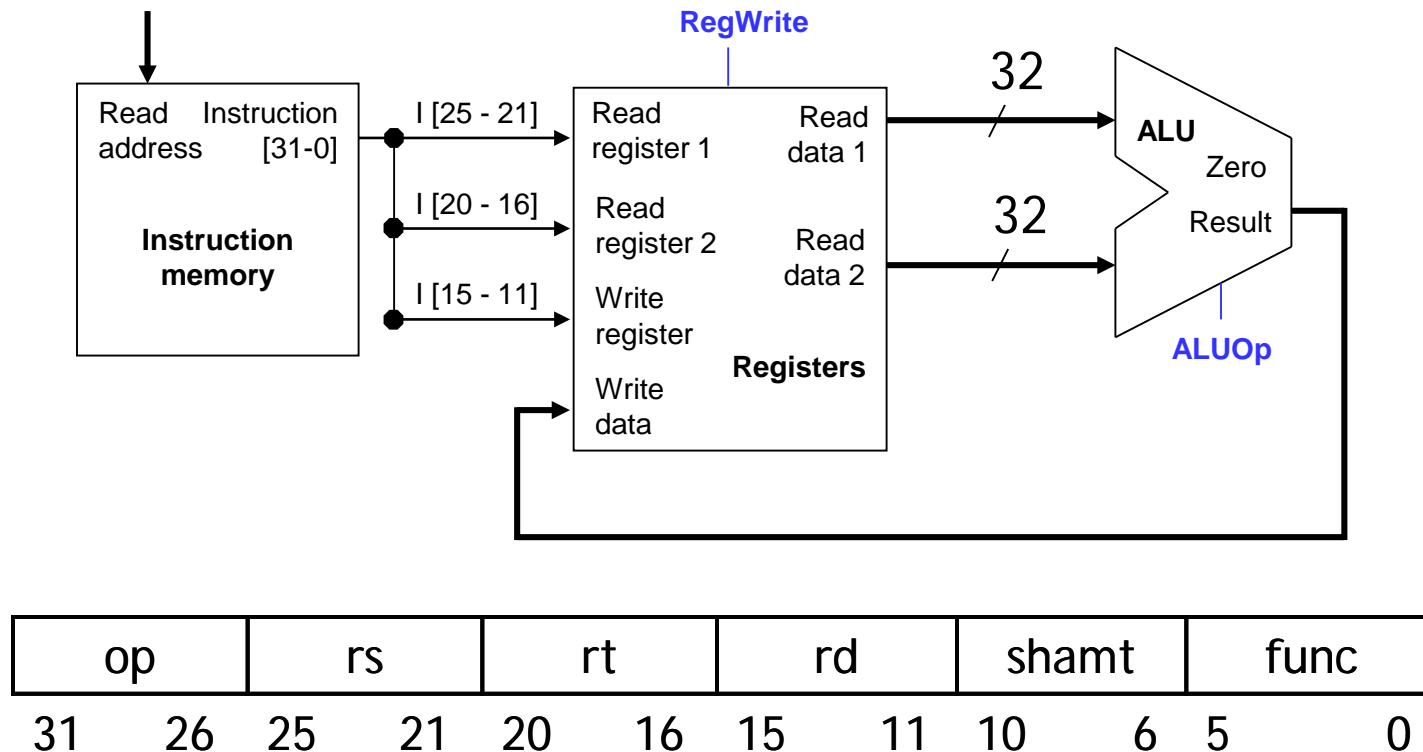 RegWrite
Read Instruction
address [31-0]
Instruction
memory
I [25 - 21]
I [20 - 16]
I [15 - 11]
Read
register 1
Read
register 2
Write
register
Write
data
Read
data 1
Read
data 2
Registers
32
32
ALU
Zero
Result
ALUOp
op rs rt rd shamt func
31 26 25 21 20 16 15 11 10 6 5 0